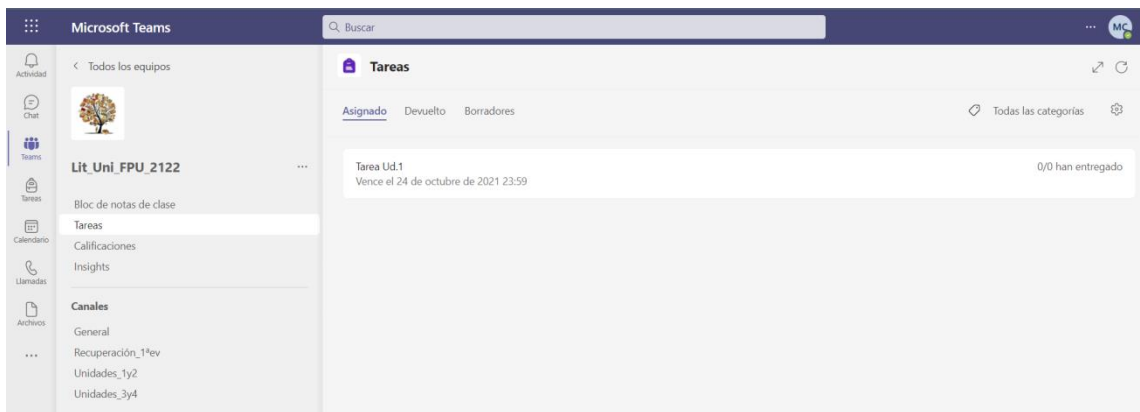 Microsoft Teams
Buscar
MC
Actividad
Chat
Teams
Tareas
Calendario
Llamadas
Archivos
Todos los equipos
Lit_Uni_FPU_2122
Bloc de notas de clase
Tareas
Calificaciones
Insights
Canales
General
Recuperación_1ªev
Unidades_1y2
Unidades_3y4
Tareas
Asignado Devuelto Borradores
Todas las categorías
Tarea Ud.1
0/0 han entregado
Vence el 24 de octubre de 2021 23:59